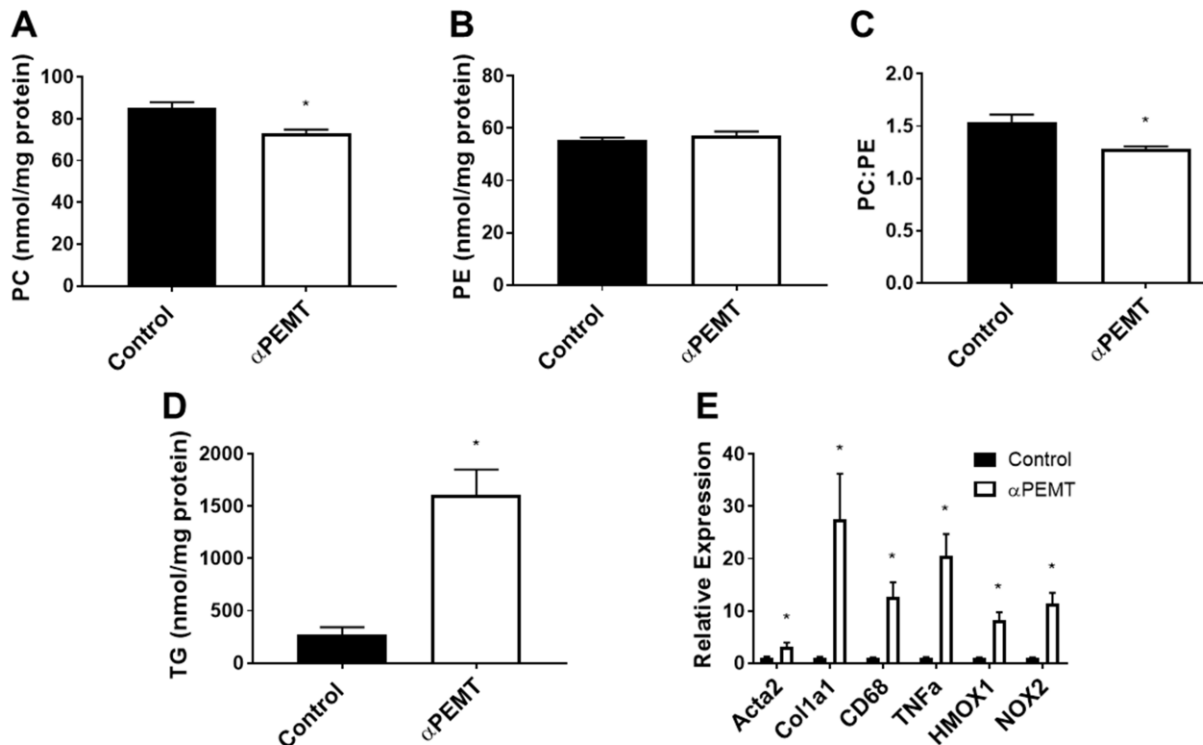 A
PC (nmol/mg protein)
100
80
60
40
20
0
Control
αPEMT
*
B
PE (nmol/mg protein)
80
60
40
20
0
Control
αPEMT
C
PC:PE
2.0
1.5
1.0
0.5
0.0
Control
αPEMT
*
D
TG (nmol/mg protein)
2000
1500
1000
500
0
Control
αPEMT
*
E
Relative Expression
40
30
20
10
0
* * * * * *
Acta2
Col1a1
CD68
TNFa
HMOX1
NOX2
Control
αPEMT